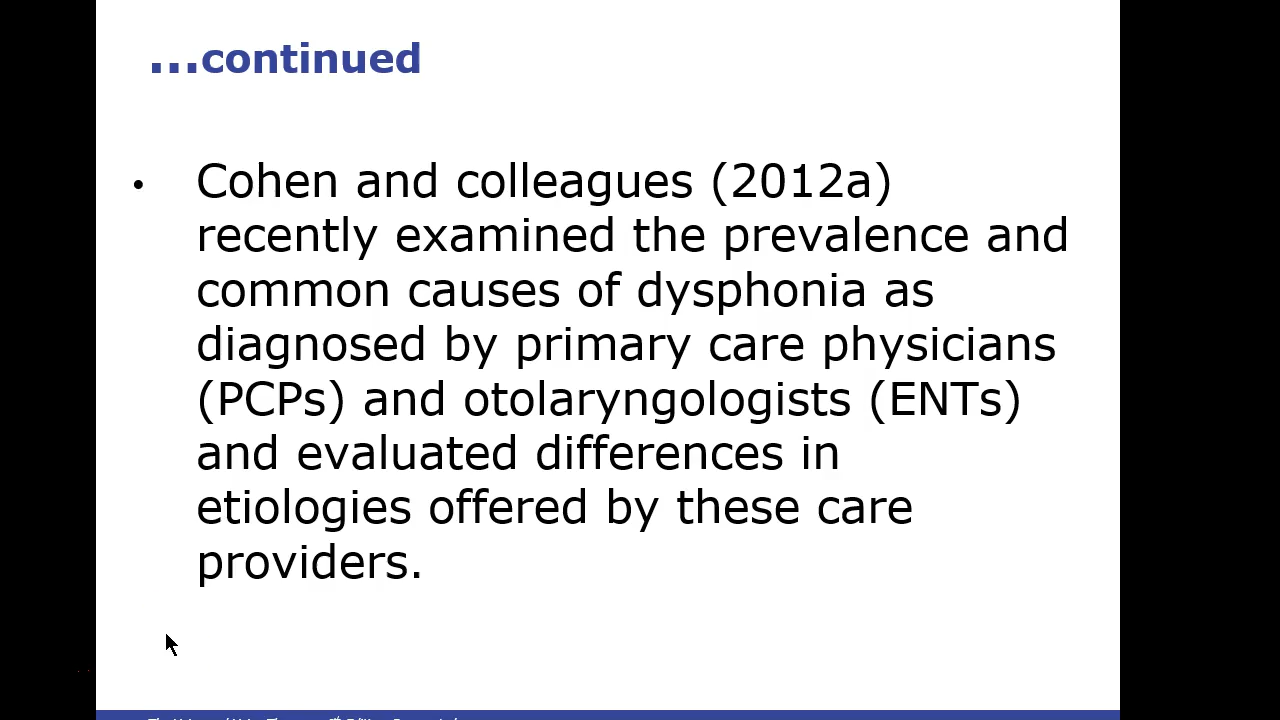 ...continued
• Cohen and colleagues (2012a)
recently examined the prevalence and
common causes of dysphonia as
diagnosed by primary care physicians
(PCPs) and otolaryngologists (ENTs)
and evaluated differences in
etiologies offered by these care
providers.